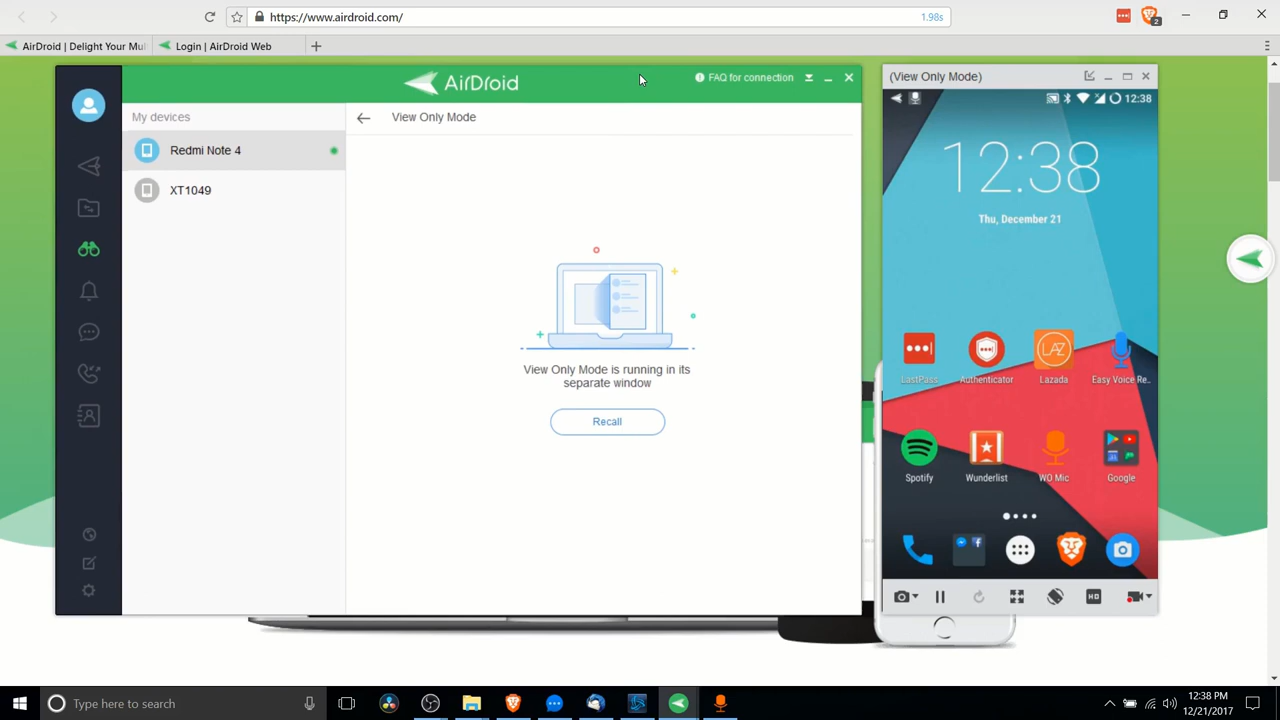 https://www.airdroid.com/
1.98s
2
AirDroid | Delight Your Mul
Login | AirDroid Web
AirDroid
FAQ for connection
My devices
View Only Mode
Redmi Note 4
XT1049
View Only Mode is running in its
separate window
Recall
(View Only Mode)
12:38
12:38
Thu, December 21
LastPass
Authenticator
Lazada
Easy Voice Re..
LAZ
Spotify
Wunderlist
WO Mic
Google
HD
Type here to search
12:38 PM
12/21/2017